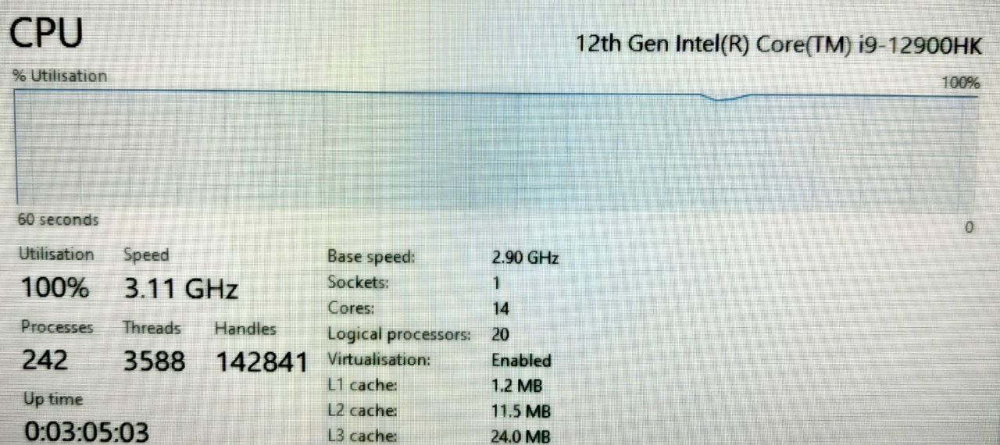 CPU
12th Gen Intel(R) Core(TM) i9-12900HK
% Utilisation
100%
60 seconds
0
Utilisation Speed
100% 3.11 GHz
Processes Threads Handles
242 3588 142841
Up time
0:03:05:03
Base speed: 2.90 GHz
Sockets: 1
Cores: 14
Logical processors: 20
Virtualisation: Enabled
L1 cache: 1.2 MB
L2 cache: 11.5 MB
L3 cache: 24.0 MB